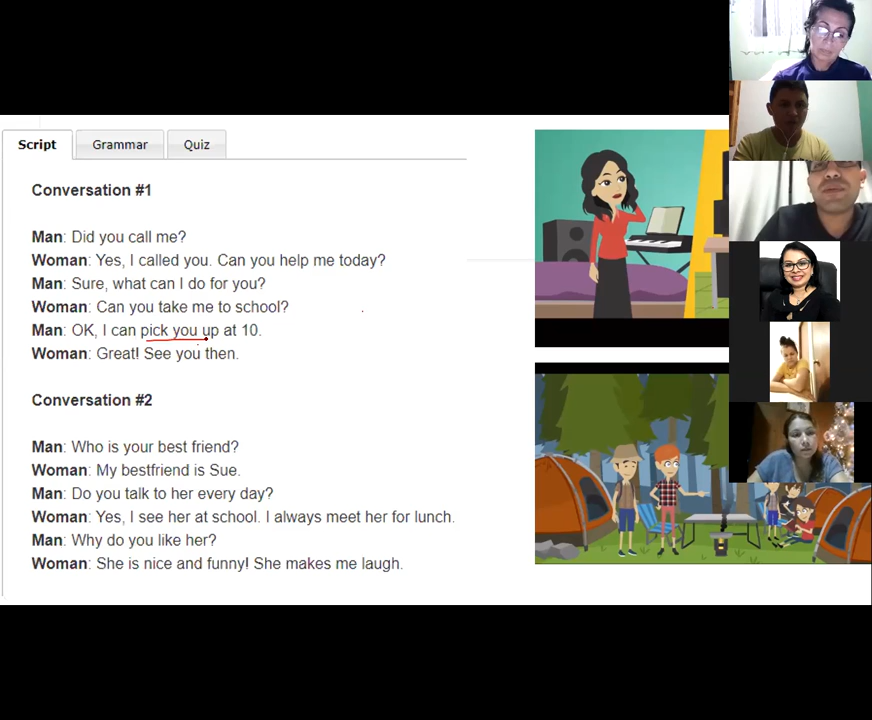 Script Grammar Quiz
Conversation #1
Man: Did you call me?
Woman: Yes, I called you. Can you help me today?
Man: Sure, what can I do for you?
Woman: Can you take me to school?
Man: OK, I can pick you up at 10.
Woman: Great! See you then.
Conversation #2
Man: Who is your best friend?
Woman: My bestfriend is Sue.
Man: Do you talk to her every day?
Woman: Yes, I see her at school. I always meet her for lunch.
Man: Why do you like her?
Woman: She is nice and funny! She makes me laugh.